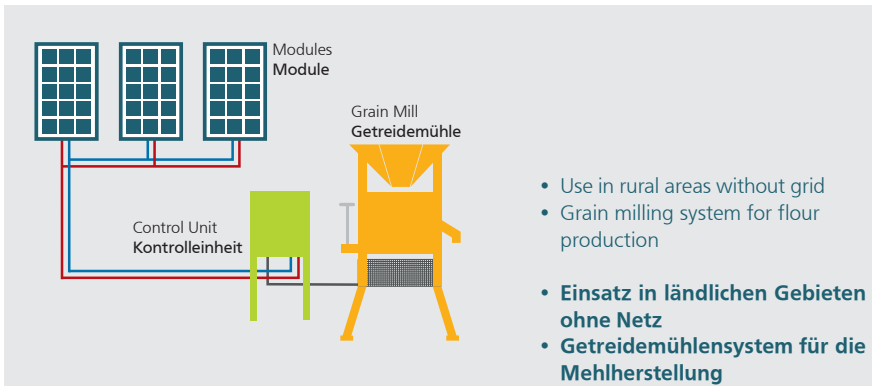 Modules
Module
Grain Mill
Getreidemühle
Control Unit
Kontrolleinheit
• Use in rural areas without grid
• Grain milling system for flour
production
• Einsatz in ländlichen Gebieten
ohne Netz
• Getreidemühlensystem für die
Mehlherstellung